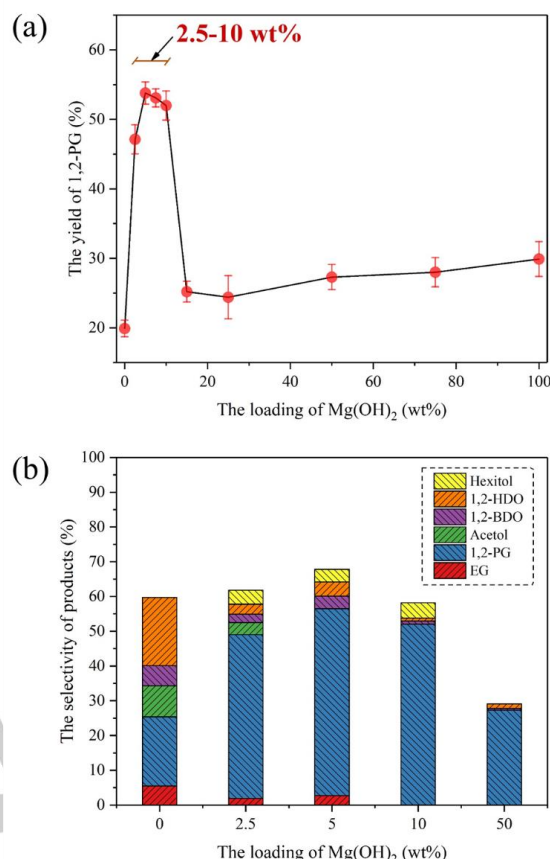 (a)
2.5-10 wt%
The yield of 1,2-PG (%)
60
50
40
30
20
0
20
40
60
80
100
The loading of Mg(OH)₂ (wt%)
(b)
The selectivity of products (%)
100
90
80
70
60
50
40
30
20
10
0
Hexitol
1,2-HDO
1,2-BDO
Acetol
1,2-PG
EG
0
2.5
5
10
50
The loading of Mg(OH)₂ (wt%)